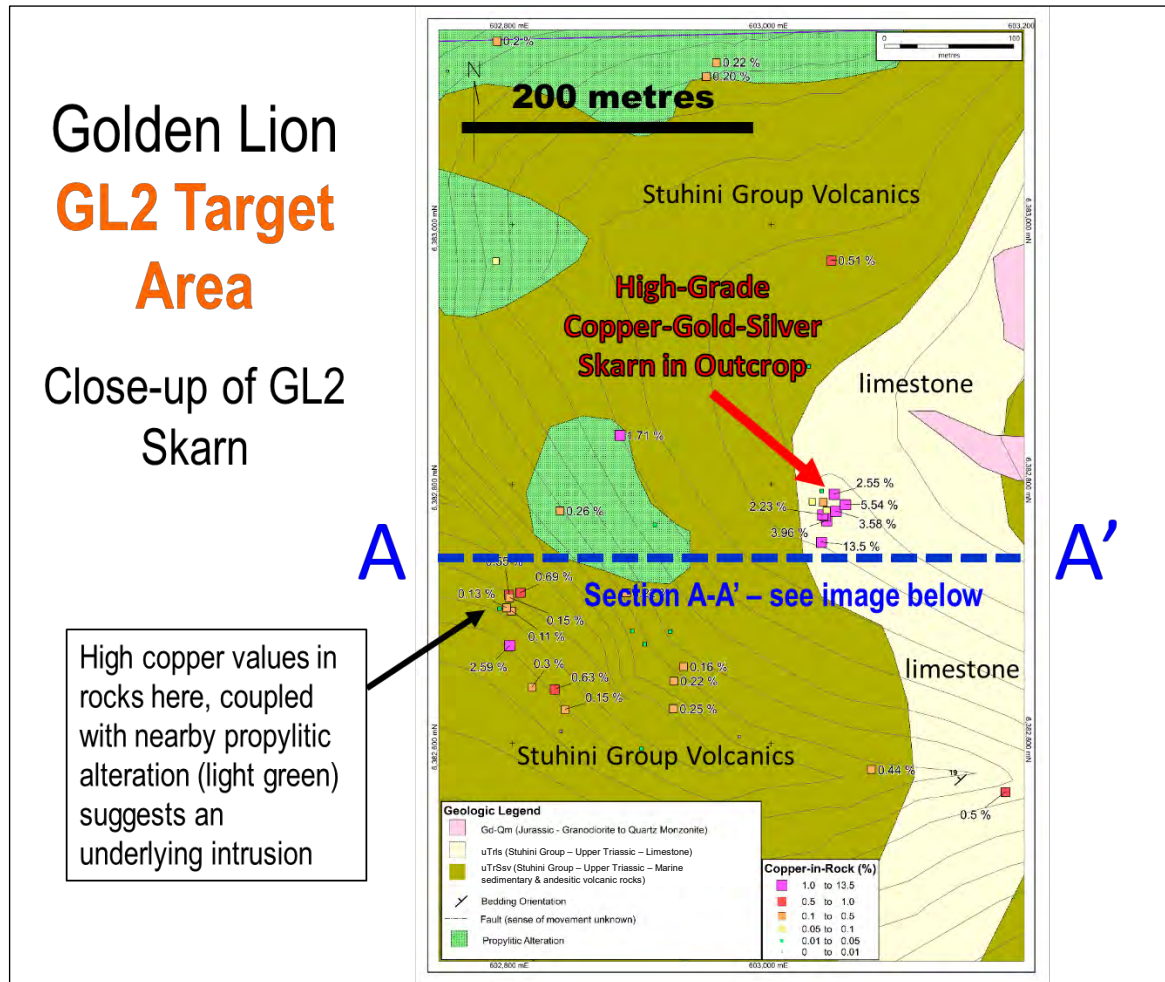 Golden Lion
GL2 Target
Area
Close-up of GL2
Skarn
High copper values in
rocks here, coupled
with nearby propylitic
alteration (light green)
suggests an
underlying intrusion
A
A'
602,800 mE
603,000 mE
603,200
0
100
metres
N
200 metres
0.2 %
0.22 %
0.20 %
Stuhini Group Volcanics
6,383,000 mN
6,383,000 mN
0.51 %
High-Grade
Copper-Gold-Silver
Skarn in Outcrop
limestone
1.71 %
6,382,800 mN
6,382,800 mN
0.26 %
2.55 %
5.54 %
2.23 %
3.58 %
3.96 %
13.5 %
Section A-A' – see image below
0.69 %
0.13 %
0.15 %
0.11 %
2.59 %
0.3 %
0.63 %
0.15 %
0.16 %
0.22 %
0.25 %
limestone
Stuhini Group Volcanics
6,382,600 mN
6,382,600 mN
0.44 %
19
0.5 %
Geologic Legend
Gd-Qm (Jurassic - Granodiorite to Quartz Monzonite)
uTrls (Stuhini Group – Upper Triassic – Limestone)
uTrSsv (Stuhini Group – Upper Triassic – Marine
sedimentary & andesitic volcanic rocks)
Bedding Orientation
Fault (sense of movement unknown)
Propylitic Alteration
Copper-in-Rock (%)
1.0 to 13.5
0.5 to 1.0
0.1 to 0.5
0.05 to 0.1
0.01 to 0.05
0 to 0.01
602,800 mE
603,000 mE